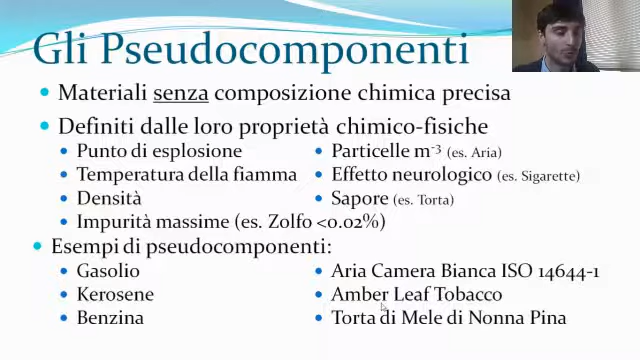 Gli Pseudocomponenti
Materiali senza composizione chimica precisa
Definiti dalle loro proprietà chimico-fisiche
Punto di esplosione
Temperatura della fiamma
Densità
Impurità massime (es. Zolfo <0.02%)
Particelle m⁻³ (es. Aria)
Effetto neurologico (es. Sigarette)
Sapore (es. Torta)
Esempi di pseudocomponenti:
Gasolio
Kerosene
Benzina
Aria Camera Bianca ISO 14644-1
Amber Leaf Tobacco
Torta di Mele di Nonna Pina